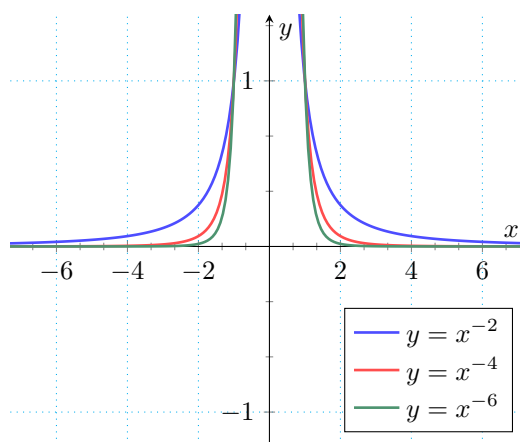 y
1
x
−6 −4 −2 2 4 6
y = x⁻²
y = x⁻⁴
y = x⁻⁶
−1